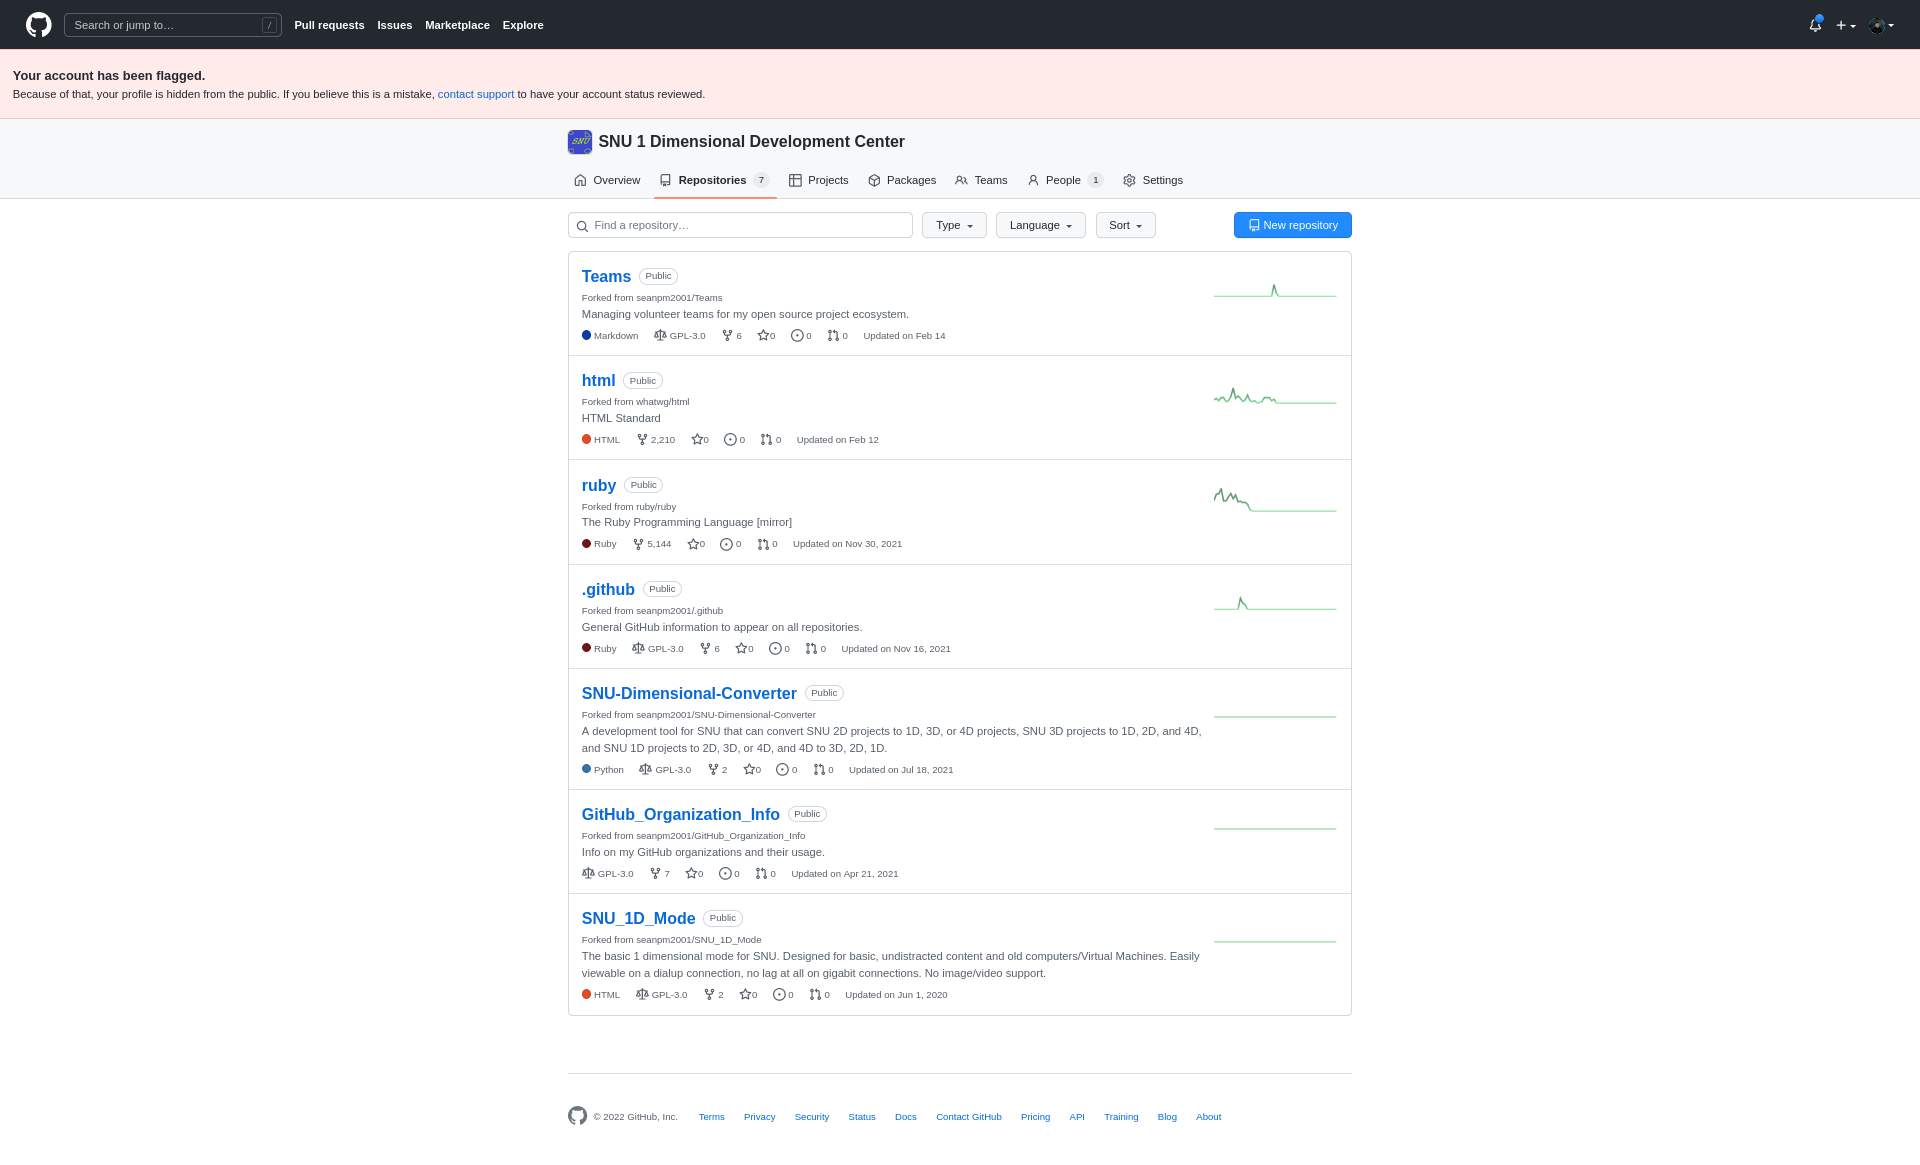 Search or jump to… /
Pull requests Issues Marketplace Explore
Your account has been flagged.
Because of that, your profile is hidden from the public. If you believe this is a mistake, contact support to have your account status reviewed.
SNU
SNU 1 Dimensional Development Center
Overview Repositories 7 Projects Packages Teams People 1 Settings
Find a repository… Type Language Sort New repository
Teams Public
Forked from seanpm2001/Teams
Managing volunteer teams for my open source project ecosystem.
Markdown GPL-3.0 6 0 0 0 Updated on Feb 14
html Public
Forked from whatwg/html
HTML Standard
HTML 2,210 0 0 0 Updated on Feb 12
ruby Public
Forked from ruby/ruby
The Ruby Programming Language [mirror]
Ruby 5,144 0 0 0 Updated on Nov 30, 2021
.github Public
Forked from seanpm2001/.github
General GitHub information to appear on all repositories.
Ruby GPL-3.0 6 0 0 0 Updated on Nov 16, 2021
SNU-Dimensional-Converter Public
Forked from seanpm2001/SNU-Dimensional-Converter
A development tool for SNU that can convert SNU 2D projects to 1D, 3D, or 4D projects, SNU 3D projects to 1D, 2D, and 4D,
and SNU 1D projects to 2D, 3D, or 4D, and 4D to 3D, 2D, 1D.
Python GPL-3.0 2 0 0 0 Updated on Jul 18, 2021
GitHub_Organization_Info Public
Forked from seanpm2001/GitHub_Organization_Info
Info on my GitHub organizations and their usage.
GPL-3.0 7 0 0 0 Updated on Apr 21, 2021
SNU_1D_Mode Public
Forked from seanpm2001/SNU_1D_Mode
The basic 1 dimensional mode for SNU. Designed for basic, undistracted content and old computers/Virtual Machines. Easily
viewable on a dialup connection, no lag at all on gigabit connections. No image/video support.
HTML GPL-3.0 2 0 0 0 Updated on Jun 1, 2020
© 2022 GitHub, Inc. Terms Privacy Security Status Docs Contact GitHub Pricing API Training Blog About